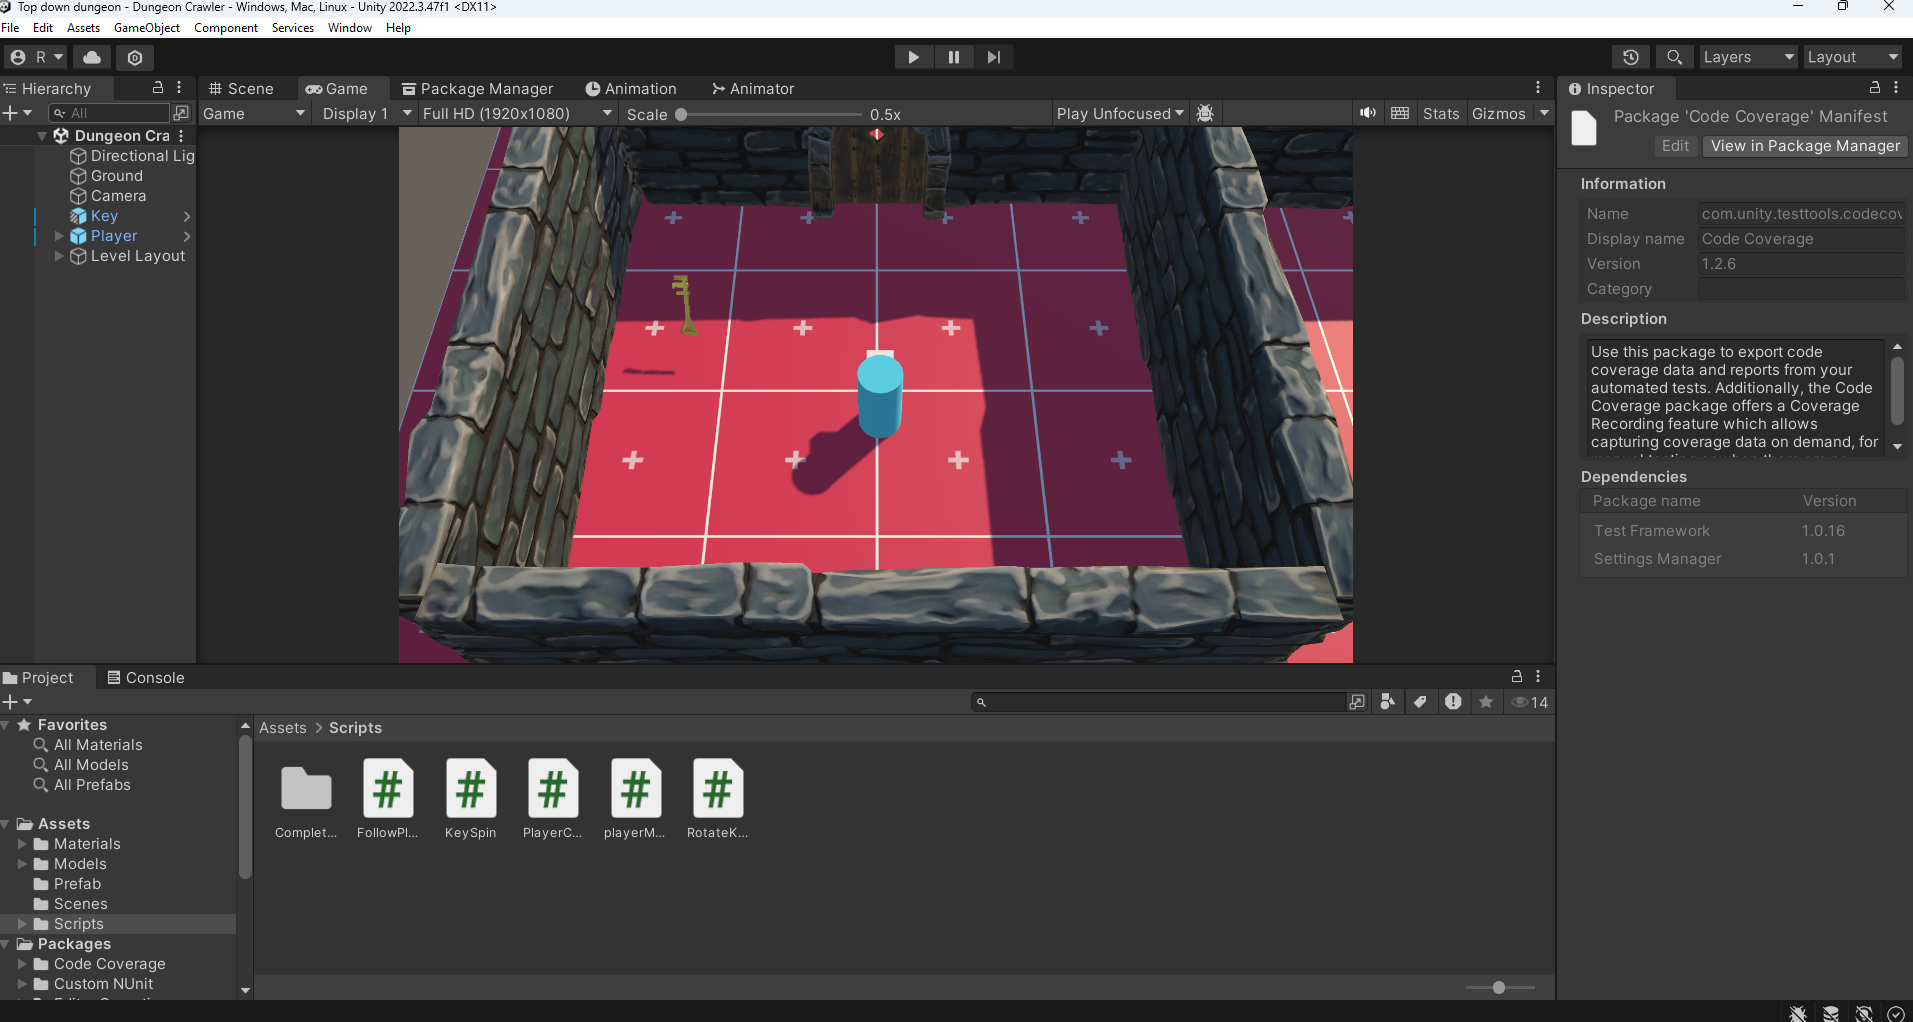 Top down dungeon - Dungeon Crawler - Windows, Mac, Linux - Unity 2022.3.47f1 <DX11>
File Edit Assets GameObject Component Services Window Help
R
Layers Layout
Hierarchy
All
Dungeon Cra
Directional Lig
Ground
Camera
Key
Player
Level Layout
Scene Game Package Manager Animation Animator
Game Display 1 Full HD (1920x1080) Scale 0.5x Play Unfocused Stats Gizmos
Inspector
Package 'Code Coverage' Manifest
Edit View in Package Manager
Information
Name com.unity.testtools.codecov
Display name Code Coverage
Version 1.2.6
Category
Description
Use this package to export code
coverage data and reports from your
automated tests. Additionally, the Code
Coverage package offers a Coverage
Recording feature which allows
capturing coverage data on demand, for
Dependencies
Package name Version
Test Framework 1.0.16
Settings Manager 1.0.1
Project Console
14
Favorites
All Materials
All Models
All Prefabs
Assets
Materials
Models
Prefab
Scenes
Scripts
Packages
Code Coverage
Custom NUnit
Assets > Scripts
Complet... FollowPl... KeySpin PlayerC... playerM... RotateK...